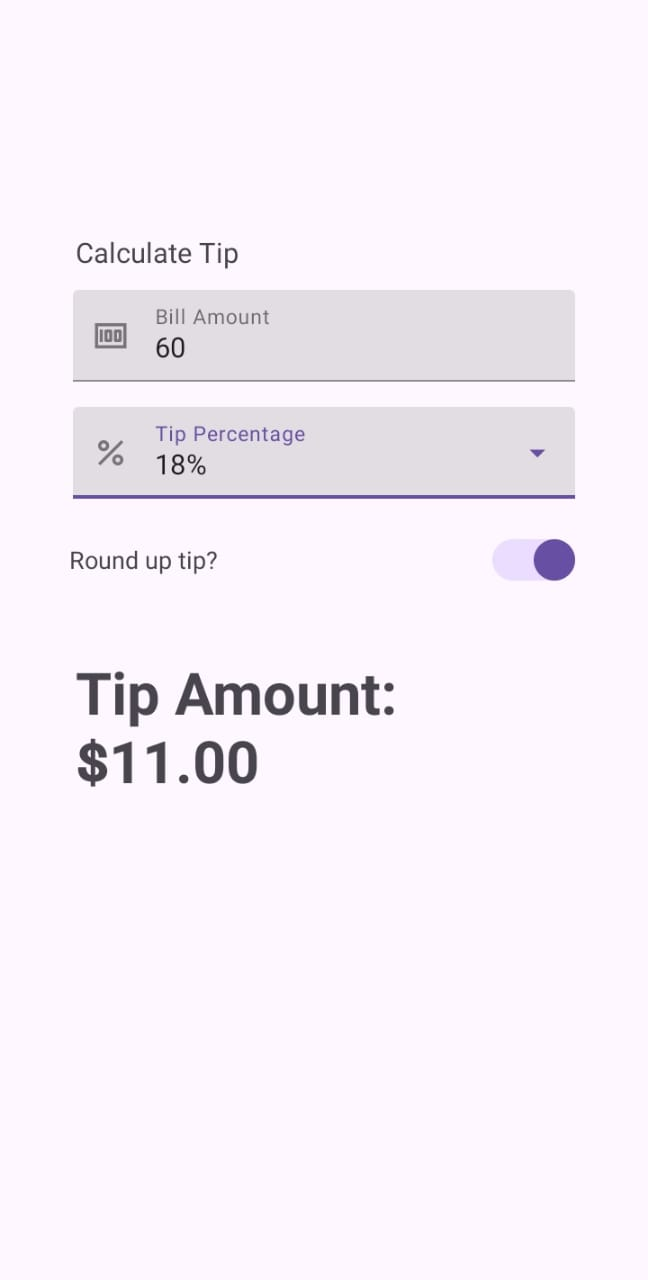 Calculate Tip
Bill Amount
60
Tip Percentage
18%
Round up tip?
Tip Amount:
$11.00